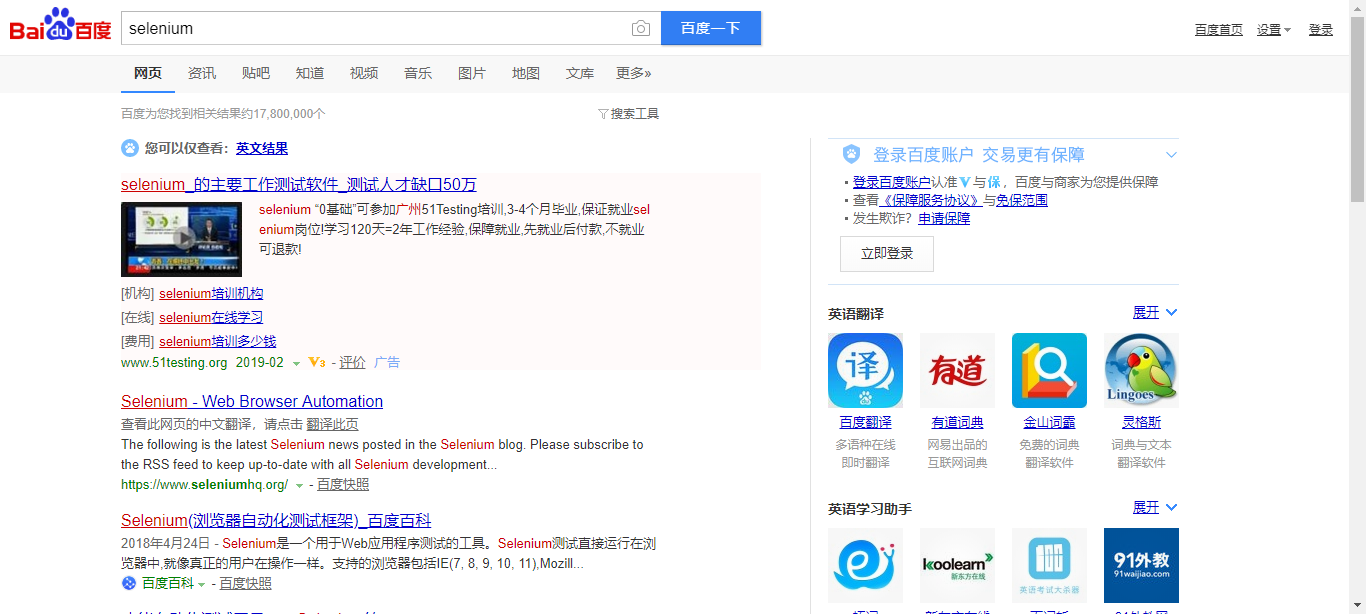 Bai du 百度
selenium
百度一下
百度首页 设置 登录
网页 资讯 贴吧 知道 视频 音乐 图片 地图 文库 更多»
百度为您找到相关结果约17,800,000个
搜索工具
您可以仅查看：英文结果
selenium_的主要工作测试软件_测试人才缺口50万
selenium “0基础”可参加广州51Testing培训,3-4个月毕业,保证就业sel
enium岗位!学习120天=2年工作经验,保障就业,先就业后付款,不就业
可退款!
[机构] selenium培训机构
[在线] selenium在线学习
[费用] selenium培训多少钱
www.51testing.org 2019-02 V3 - 评价 广告
Selenium - Web Browser Automation
查看此网页的中文翻译，请点击 翻译此页
The following is the latest Selenium news posted in the Selenium blog. Please subscribe to
the RSS feed to keep up-to-date with all Selenium development...
https://www.seleniumhq.org/ - 百度快照
Selenium(浏览器自动化测试框架)_百度百科
2018年4月24日 - Selenium是一个用于Web应用程序测试的工具。Selenium测试直接运行在浏
览器中,就像真正的用户在操作一样。支持的浏览器包括IE(7, 8, 9, 10, 11),Mozill...
百度百科 - 百度快照
登录百度账户 交易更有保障
▪ 登录百度账户认准V与保，百度与商家为您提供保障
▪ 查看《保障服务协议》与免保范围
▪ 发生欺诈？申请保障
立即登录
英语翻译 展开
译 有道 Lingoes
百度翻译 有道词典 金山词霸 灵格斯
多语种在线 网易出品的 免费的词典 词典与文本
即时翻译 互联网词典 翻译软件 翻译软件
英语学习助手 展开
koolearn 新东方在线
英语考试大杀器
91外教
91waijiao.com